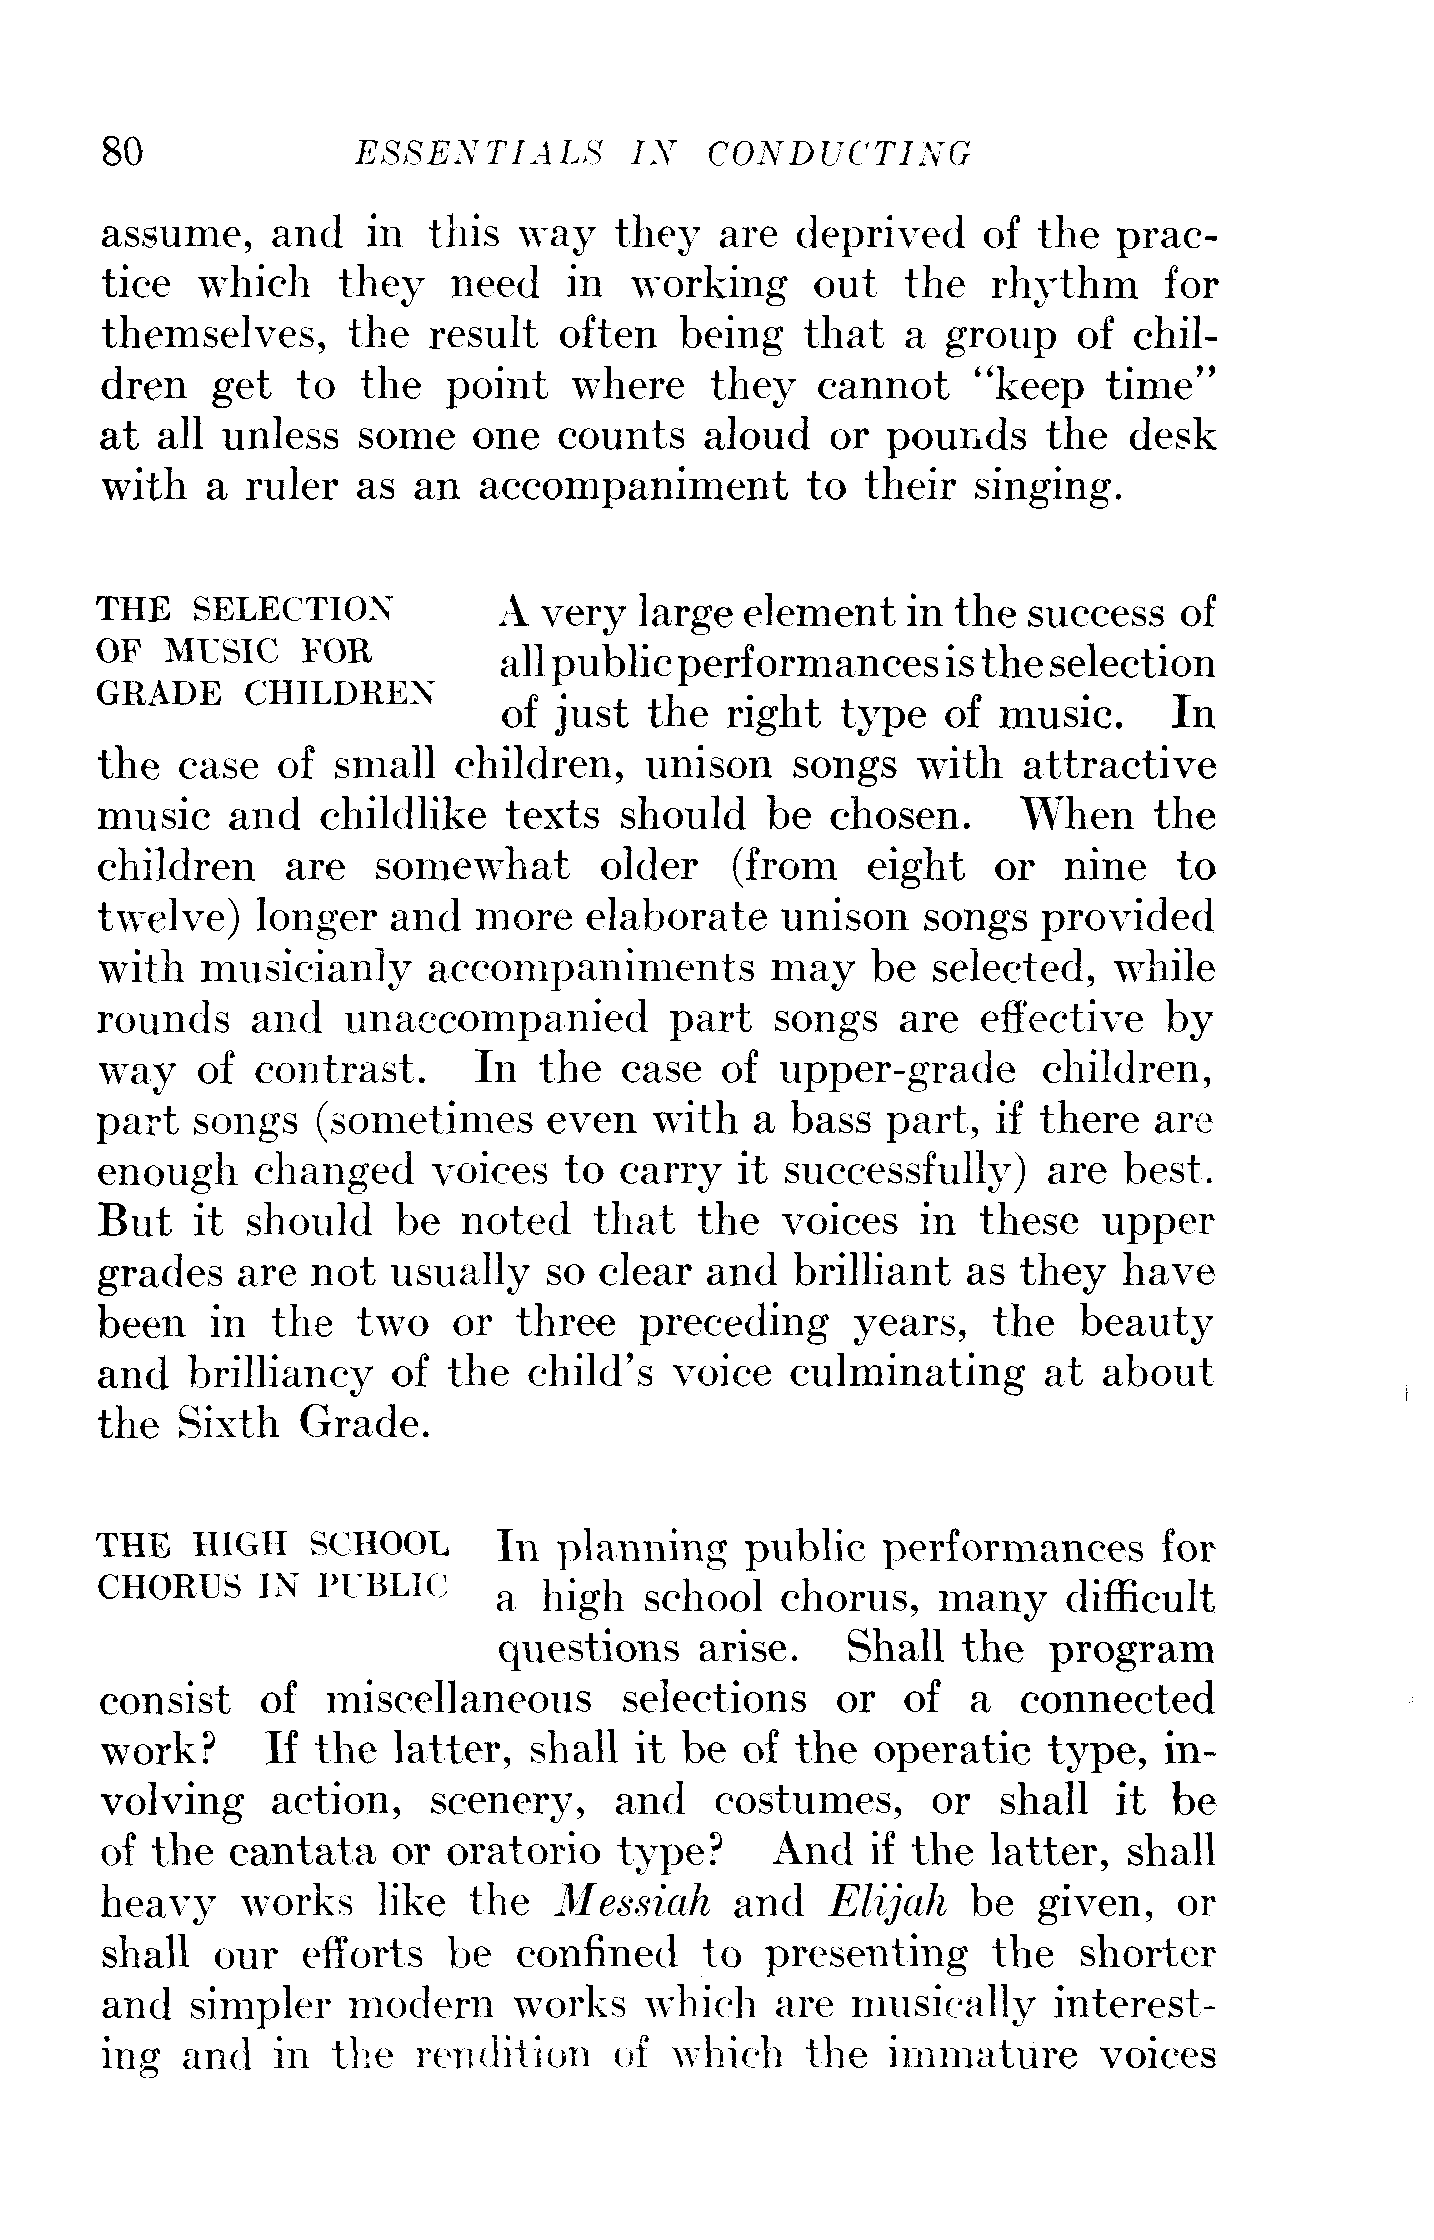 80 ESSENTIALS IN CONDUCTING
assume, and in this way they are deprived of the prac-
tice which they need in working out the rhythm for
themselves, the result often being that a group of chil-
dren get to the point where they cannot "keep time"
at all unless some one counts aloud or pounds the desk
with a ruler as an accompaniment to their singing.
THE SELECTION
OF MUSIC FOR
GRADE CHILDREN
A very large element in the success of
all public performances is the selection
of just the right type of music. In
the case of small children, unison songs with attractive
music and childlike texts should be chosen. When the
children are somewhat older (from eight or nine to
twelve) longer and more elaborate unison songs provided
with musicianly accompaniments may be selected, while
rounds and unaccompanied part songs are effective by
way of contrast. In the case of upper-grade children,
part songs (sometimes even with a bass part, if there are
enough changed voices to carry it successfully) are best.
But it should be noted that the voices in these upper
grades are not usually so clear and brilliant as they have
been in the two or three preceding years, the beauty
and brilliancy of the child's voice culminating at about
the Sixth Grade.
THE HIGH SCHOOL
CHORUS IN PUBLIC
In planning public performances for
a high school chorus, many difficult
questions arise. Shall the program
consist of miscellaneous selections or of a connected
work? If the latter, shall it be of the operatic type, in-
volving action, scenery, and costumes, or shall it be
of the cantata or oratorio type? And if the latter, shall
heavy works like the Messiah and Elijah be given, or
shall our efforts be confined to presenting the shorter
and simpler modern works which are musically interest-
ing and in the rendition of which the immature voices